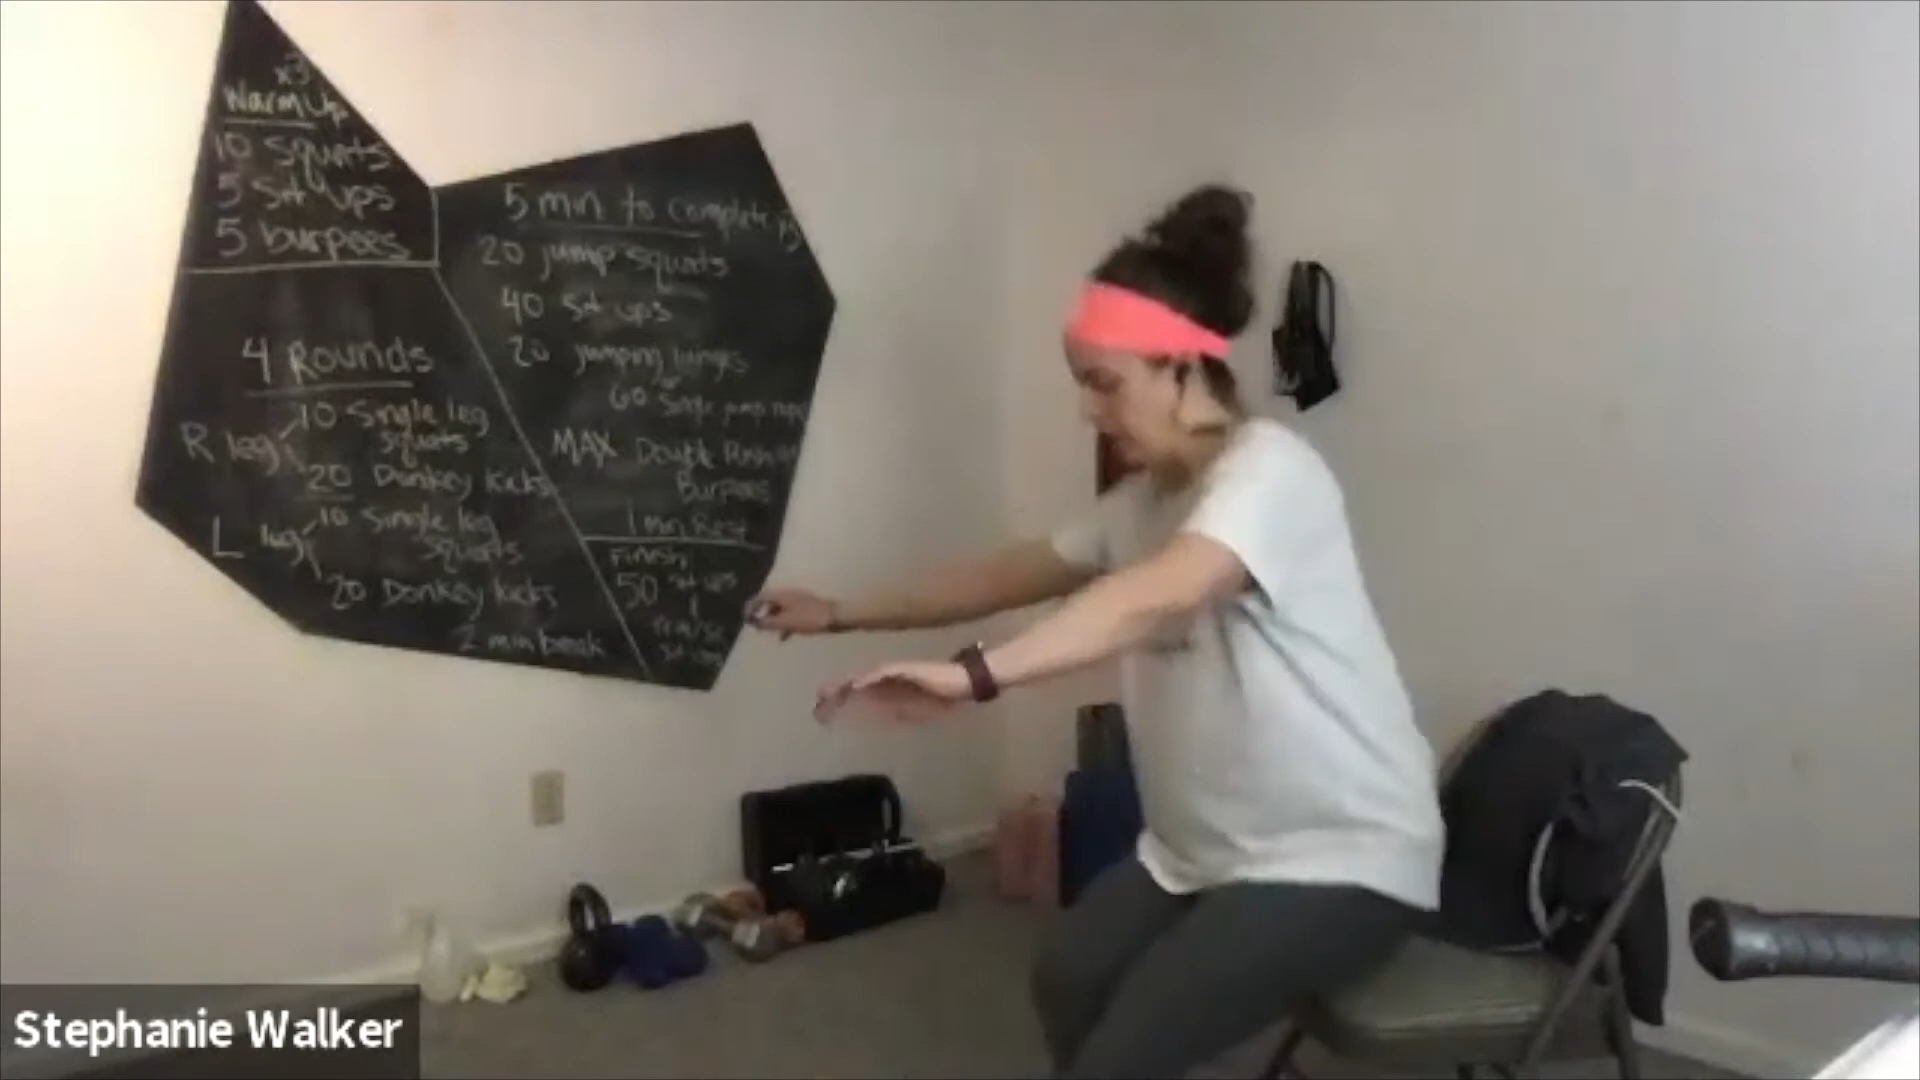 x3
Warm Up
10 Squats
5 Sit Ups
5 burpees
4 Rounds
R leg
10 Single leg
squats
20 Donkey kicks
L leg
10 Single leg
squats
20 Donkey kicks
2 min break
5 min to complete
20 jump squats
40 sit ups
20 jumping lunges
60 single jump
MAX Double Push
Burpees
1 min Rest
Finish
50 sit ups
sit ups
Stephanie Walker